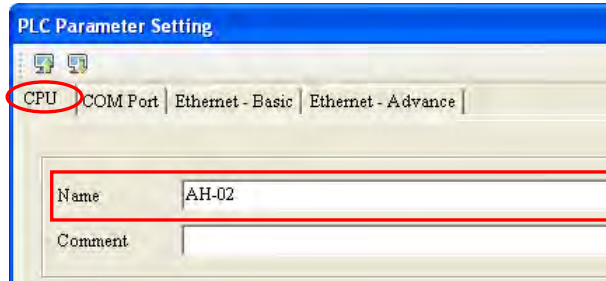 PLC Parameter Setting
CPU COM Port Ethernet - Basic Ethernet - Advance
Name AH-02
Comment